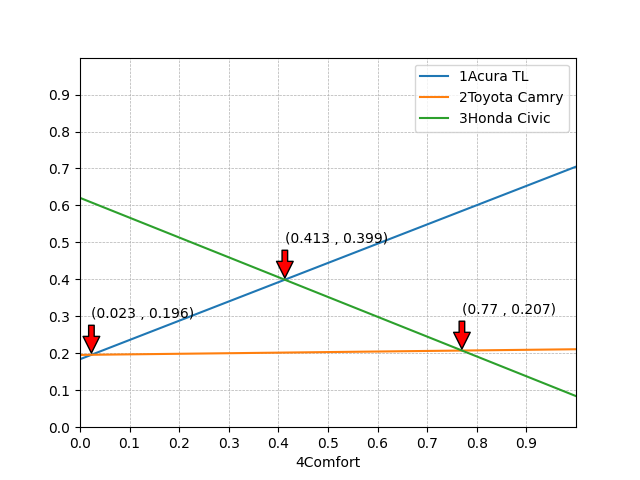 1Acura TL
2Toyota Camry
3Honda Civic
0.9
0.8
0.7
0.6
0.5
0.4
0.3
0.2
0.1
0.0
(0.413 , 0.399)
(0.023 , 0.196)
(0.77 , 0.207)
0.0 0.1 0.2 0.3 0.4 0.5 0.6 0.7 0.8 0.9
4Comfort